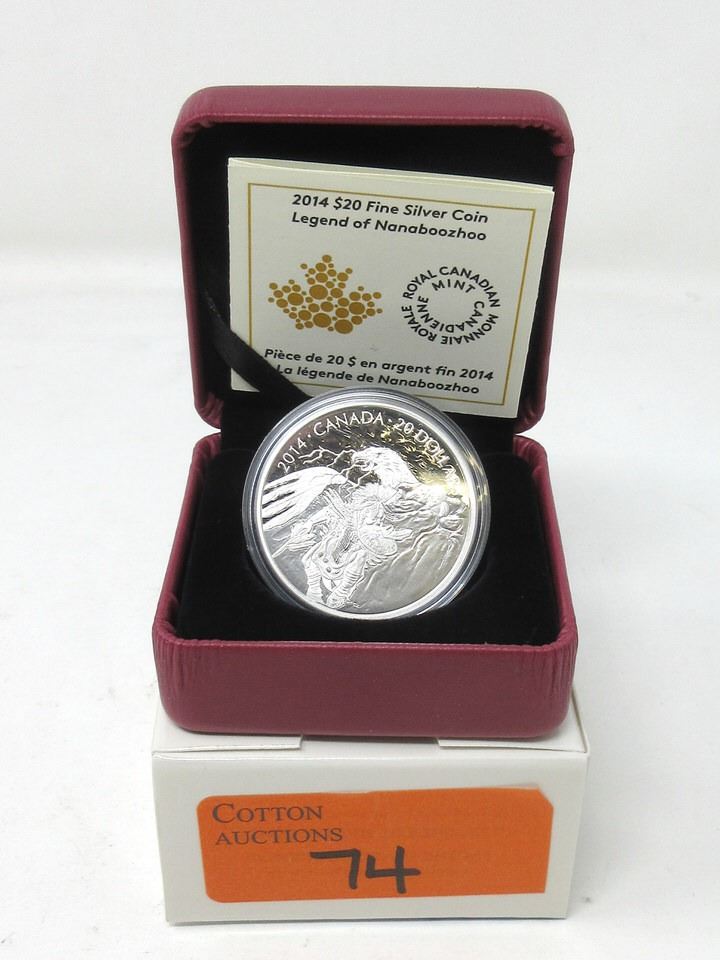 2014 $20 Fine Silver Coin
Legend of Nanaboozhoo
ROYAL CANADIAN MINT
MONNAIE ROYALE CANADIENNE
Pièce de 20 $ en argent fin 2014
La légende de Nanaboozhoo
2014 · CANADA · 20 DOLLARS
COTTON
AUCTIONS
74